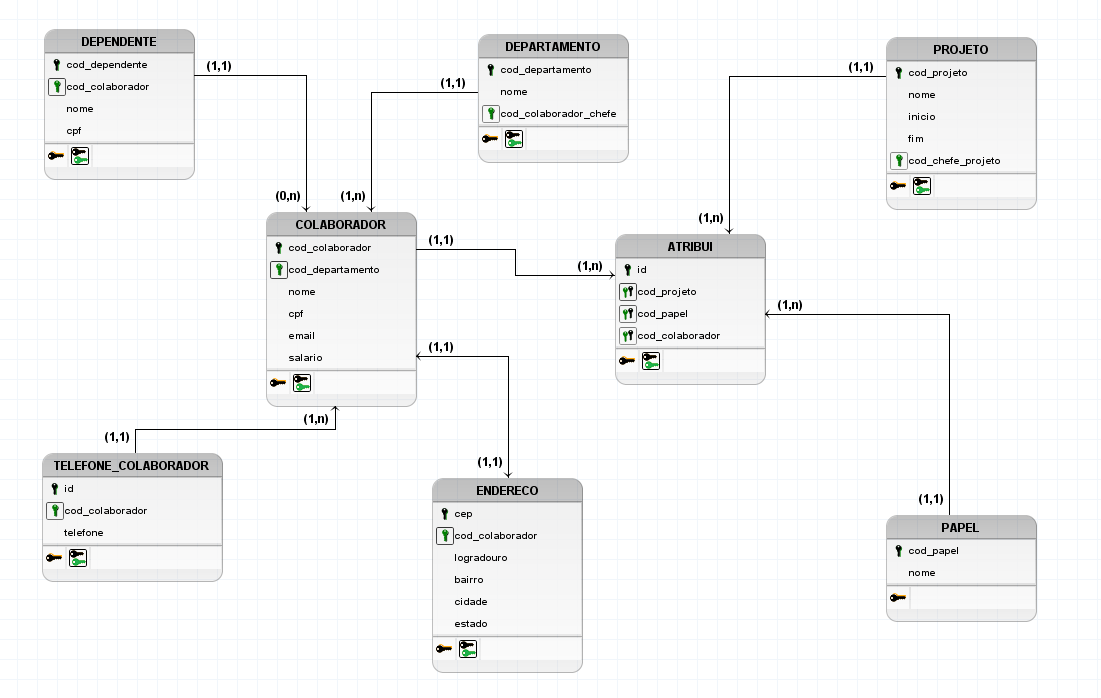 DEPENDENTE
cod_dependente
cod_colaborador
nome
cpf
(1,1)
(0,n)
DEPARTAMENTO
cod_departamento
nome
cod_colaborador_chefe
(1,1)
(1,n)
PROJETO
cod_projeto
nome
inicio
fim
cod_chefe_projeto
(1,1)
(1,n)
COLABORADOR
cod_colaborador
cod_departamento
nome
cpf
email
salario
(1,1)
(1,n)
ATRIBUI
id
cod_projeto
cod_papel
cod_colaborador
(1,n)
(1,1)
(1,n)
(1,1)
TELEFONE_COLABORADOR
id
cod_colaborador
telefone
(1,1)
ENDERECO
cep
cod_colaborador
logradouro
bairro
cidade
estado
(1,1)
PAPEL
cod_papel
nome